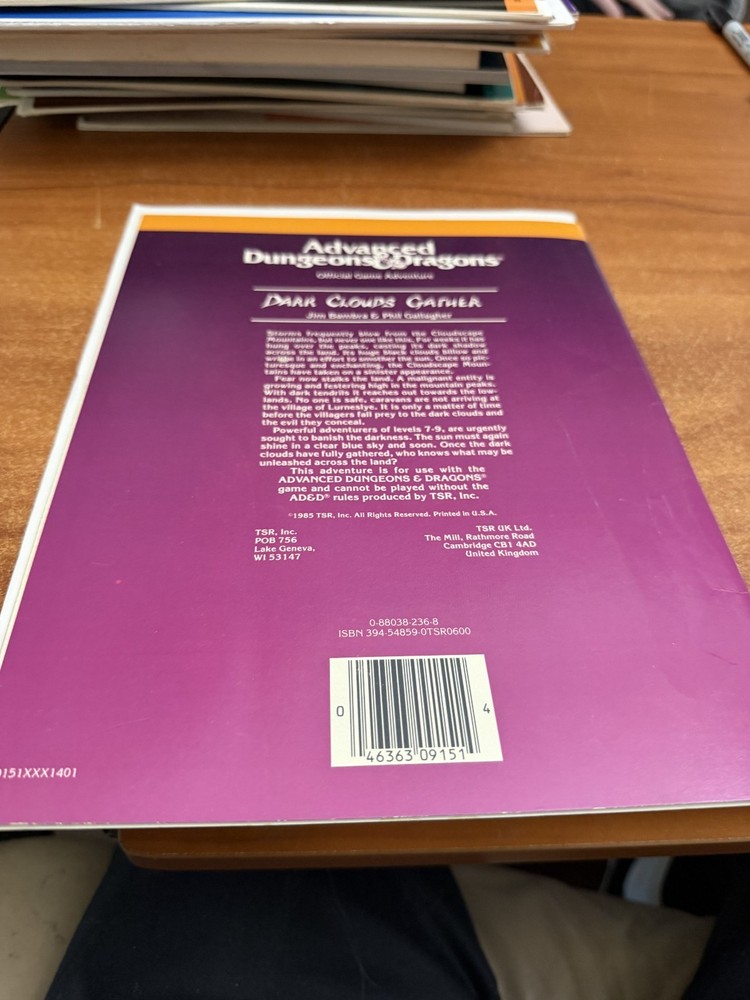 Advanced
Dungeons & Dragons®
Official Game Adventure
DARK CLOUDS GATHER
Jim Bambra & Phil Gallagher
Storms frequently blow from the Cloudscape
Mountains, but never one like this. For weeks it has
hung over the peaks, casting its dark shadow
across the land. Its huge black clouds billow and
writhe in an effort to smother the sun. Once so pic-
turesque and enchanting, the Cloudscape Moun-
tains have taken on a sinister appearance.
Fear now stalks the land. A malignant entity is
growing and festering high in the mountain peaks.
With dark tendrils it reaches out towards the low-
lands. No one is safe, caravans are not arriving at
the village of Lurneslye. It is only a matter of time
before the villagers fall prey to the dark clouds and
the evil they conceal.
Powerful adventurers of levels 7-9, are urgently
sought to banish the darkness. The sun must again
shine in a clear blue sky and soon. Once the dark
clouds have fully gathered, who knows what may be
unleashed across the land?
This adventure is for use with the
ADVANCED DUNGEONS & DRAGONS®
game and cannot be played without the
AD&D® rules produced by TSR, Inc.
©1985 TSR, Inc. All Rights Reserved. Printed in U.S.A.
TSR, Inc.
POB 756
Lake Geneva,
WI 53147
TSR UK Ltd.
The Mill, Rathmore Road
Cambridge CB1 4AD
United Kingdom
0-88038-236-8
ISBN 394-54859-0TSR0600
0 46363 09151 4
9151XXX1401